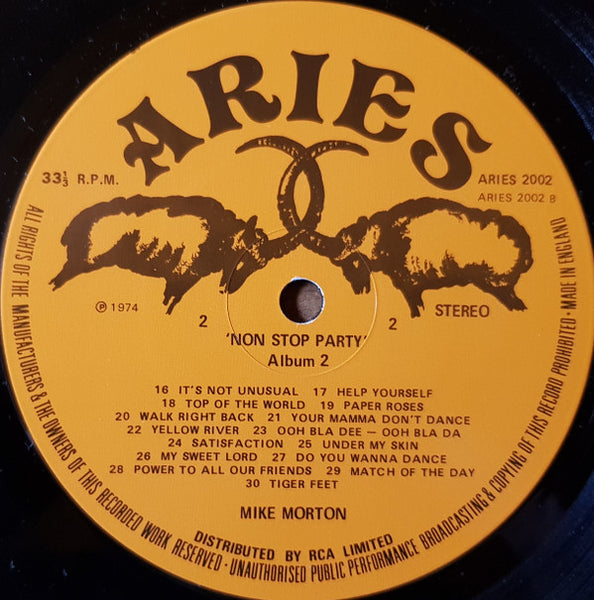 ARIES
33⅓ R.P.M.
ARIES 2002
ARIES 2002 B
℗ 1974
2
2
STEREO
'NON STOP PARTY'
Album 2
16 IT'S NOT UNUSUAL 17 HELP YOURSELF
18 TOP OF THE WORLD 19 PAPER ROSES
20 WALK RIGHT BACK 21 YOUR MAMMA DON'T DANCE
22 YELLOW RIVER 23 OOH BLA DEE – OOH BLA DA
24 SATISFACTION 25 UNDER MY SKIN
26 MY SWEET LORD 27 DO YOU WANNA DANCE
28 POWER TO ALL OUR FRIENDS 29 MATCH OF THE DAY
30 TIGER FEET
MIKE MORTON
DISTRIBUTED BY RCA LIMITED
ALL RIGHTS OF THE MANUFACTURERS & THE OWNERS OF THIS RECORDED WORK RESERVED · UNAUTHORISED PUBLIC PERFORMANCE BROADCASTING & COPYING OF THIS RECORD PROHIBITED · MADE IN ENGLAND